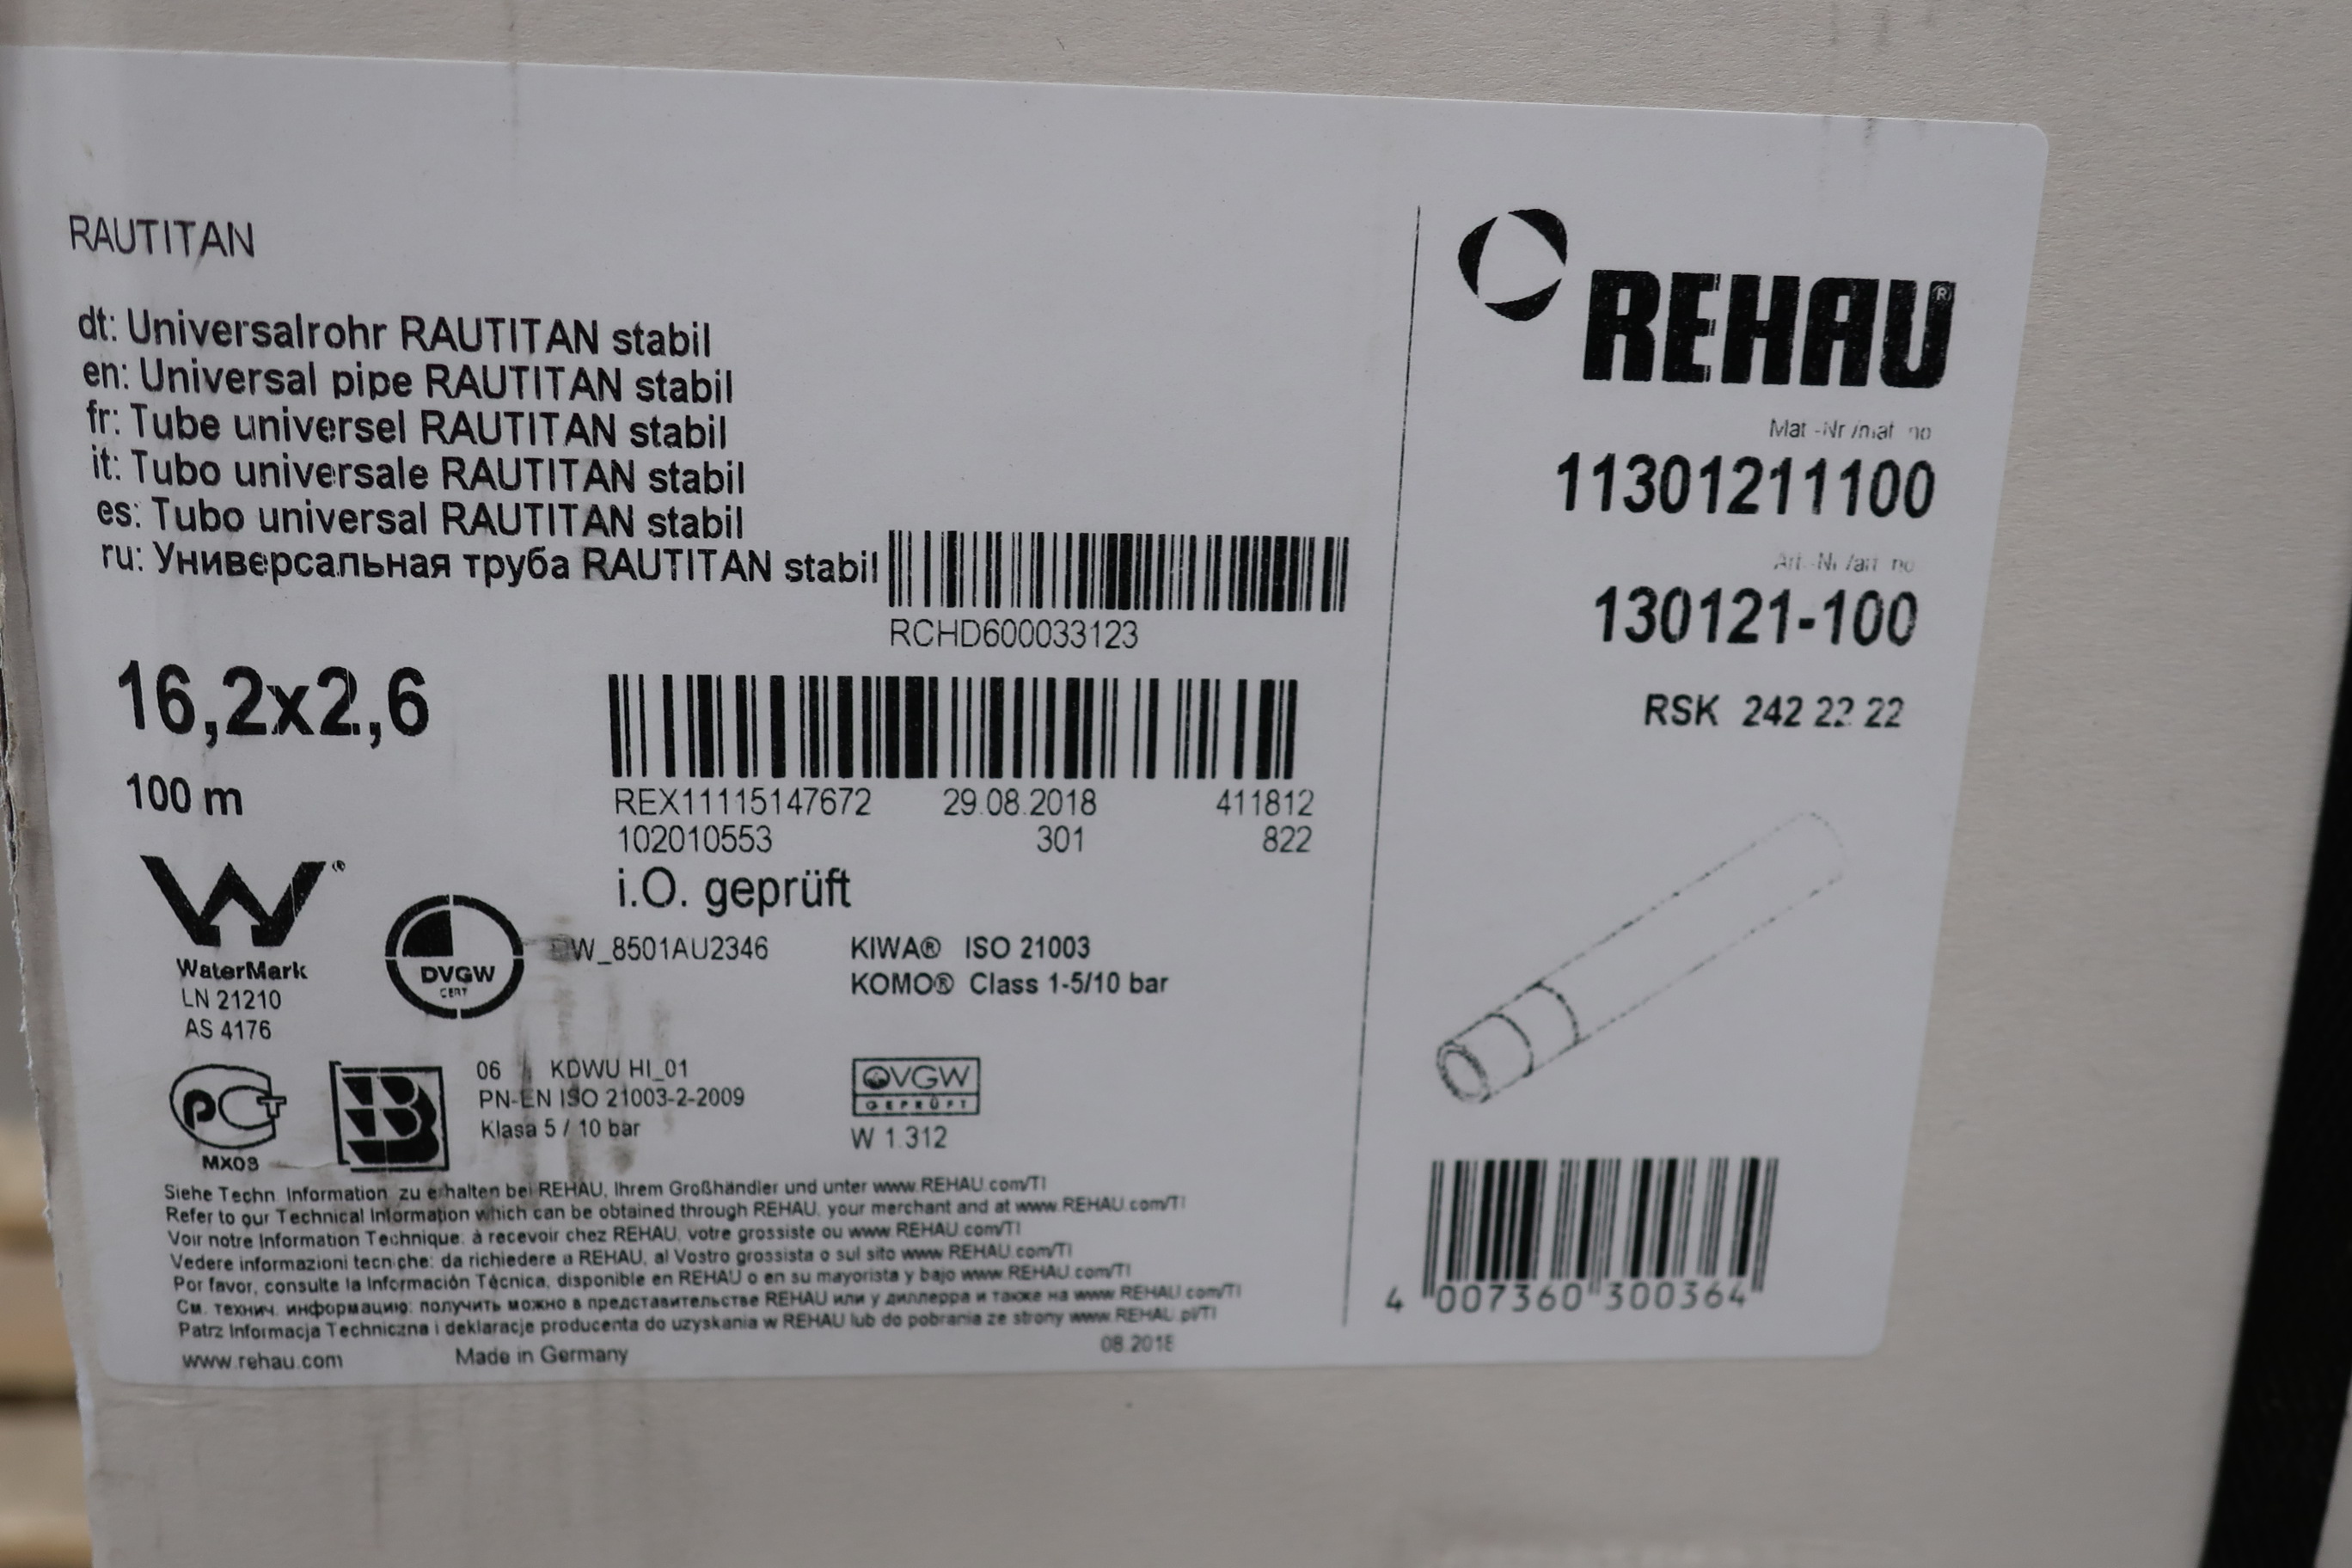 RAUTITAN
dt: Universalrohr RAUTITAN stabil
en: Universal pipe RAUTITAN stabil
fr: Tube universel RAUTITAN stabil
it: Tubo universale RAUTITAN stabil
es: Tubo universal RAUTITAN stabil
ru: Универсальная труба RAUTITAN stabil
RCHD600033123
16,2x2,6
100 m
REX11115147672 29.08.2018 411812
102010553 301 822
i.O. geprüft
WaterMark
LN 21210
AS 4176
DVGW
CERT
DW_8501AU2346
KIWA® ISO 21003
KOMO® Class 1-5/10 bar
РСТ
MX03
B
06 KDWU HI_01
PN-EN ISO 21003-2-2009
Klasa 5 / 10 bar
DVGW
GEPRÜFT
W 1.312
Siehe Techn. Information: zu erhalten bei REHAU, Ihrem Großhändler und unter www.REHAU.com/TI
Refer to our Technical Information which can be obtained through REHAU, your merchant and at www.REHAU.com/TI
Voir notre Information Technique: à recevoir chez REHAU, votre grossiste ou www.REHAU.com/TI
Vedere informazioni tecniche: da richiedere a REHAU, al Vostro grossista o sul sito www.REHAU.com/TI
Por favor, consulte la Información Técnica, disponible en REHAU o en su mayorista y bajo www.REHAU.com/TI
См. технич. информацию: получить можно в представительстве REHAU или у диллерра и также на www.REHAU.com/TI
Patrz Informacja Techniczna i deklaracje producenta do uzyskania w REHAU lub do pobrania ze strony www.REHAU.pl/TI
www.rehau.com Made in Germany 08.2018
REHAU®
Mat.-Nr./mat. no.
11301211100
Art.-Nr./art. no.
130121-100
RSK 242 22 22
4 007360 300364